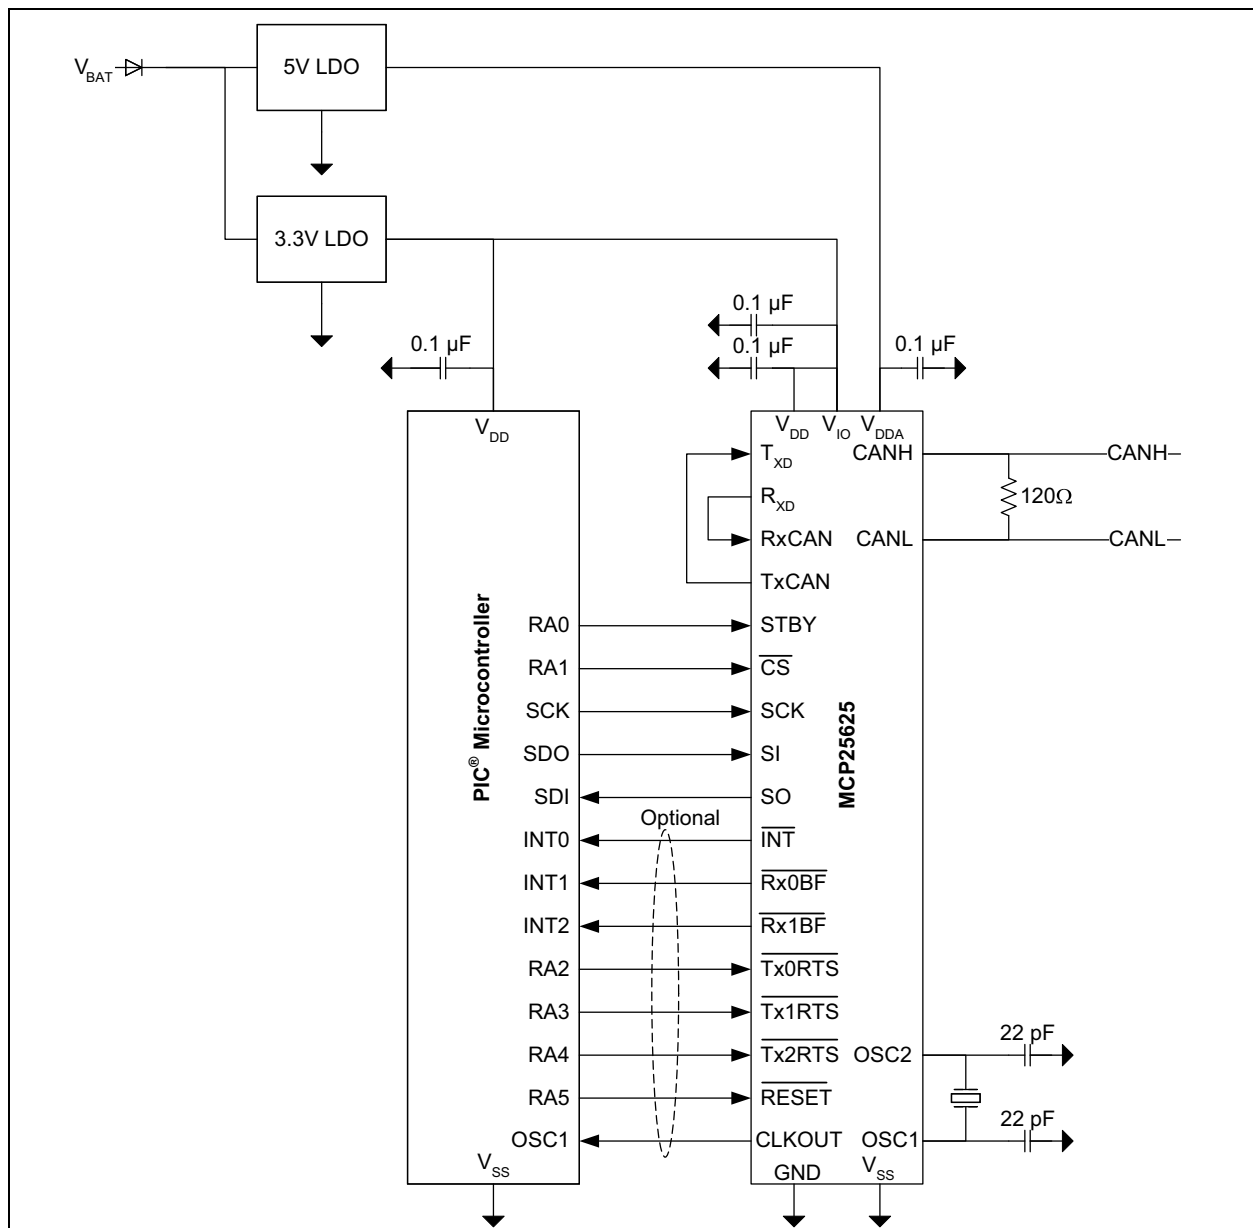 5V LDO
VBAT
3.3V LDO
0.1 µF
0.1 µF
0.1 µF
0.1 µF
VDD
VDD VIO VDDA
TXD CANH CANH
RXD 120Ω
RxCAN CANL CANL
TxCAN
RA0 STBY
RA1 CS
SCK SCK
SDO SI
SDI SO
Optional
INT0 INT
INT1 Rx0BF
INT2 Rx1BF
RA2 Tx0RTS
RA3 Tx1RTS
RA4 Tx2RTS OSC2 22 pF
RA5 RESET
OSC1 CLKOUT OSC1 22 pF
VSS GND VSS
PIC® Microcontroller
MCP25625